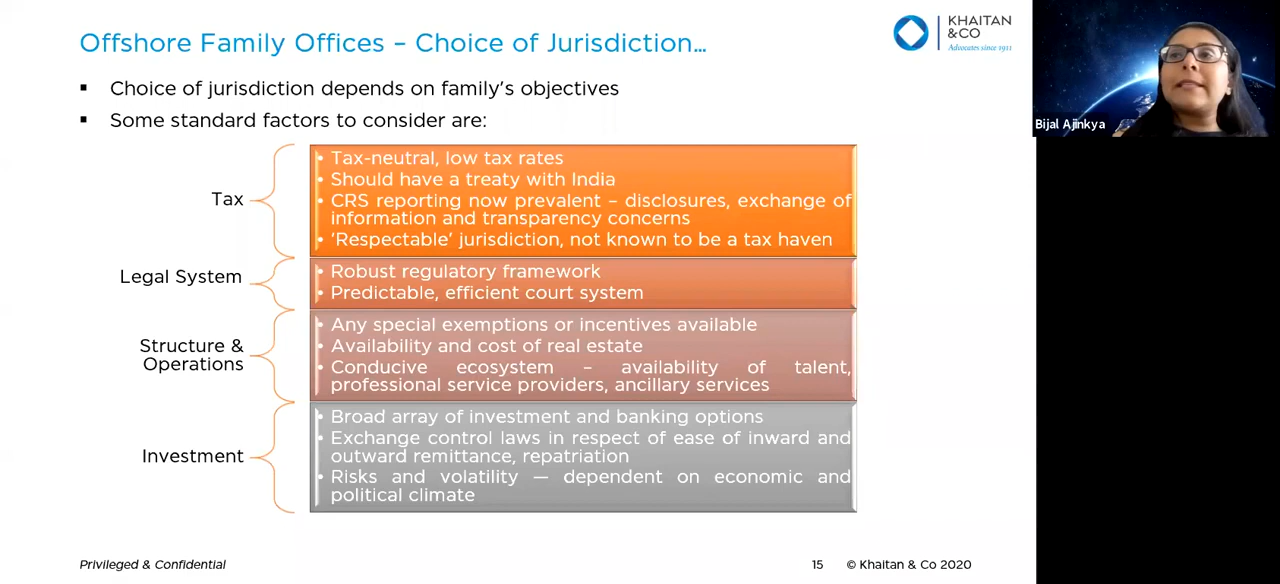 Offshore Family Offices – Choice of Jurisdiction…
KHAITAN
&CO
Advocates since 1911
Bijal Ajinkya
▪ Choice of jurisdiction depends on family's objectives
▪ Some standard factors to consider are:
Tax
• Tax-neutral, low tax rates
• Should have a treaty with India
• CRS reporting now prevalent – disclosures, exchange of
information and transparency concerns
• 'Respectable' jurisdiction, not known to be a tax haven
Legal System
• Robust regulatory framework
• Predictable, efficient court system
Structure &
Operations
• Any special exemptions or incentives available
• Availability and cost of real estate
• Conducive ecosystem – availability of talent,
professional service providers, ancillary services
Investment
• Broad array of investment and banking options
• Exchange control laws in respect of ease of inward and
outward remittance, repatriation
• Risks and volatility — dependent on economic and
political climate
Privileged & Confidential
15
© Khaitan & Co 2020